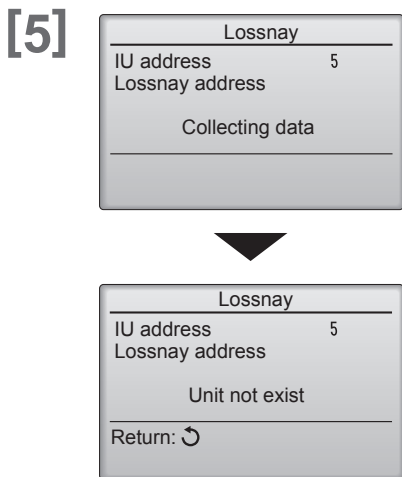 [5]
Lossnay
IU address 5
Lossnay address
Collecting data
Lossnay
IU address 5
Lossnay address
Unit not exist
Return: